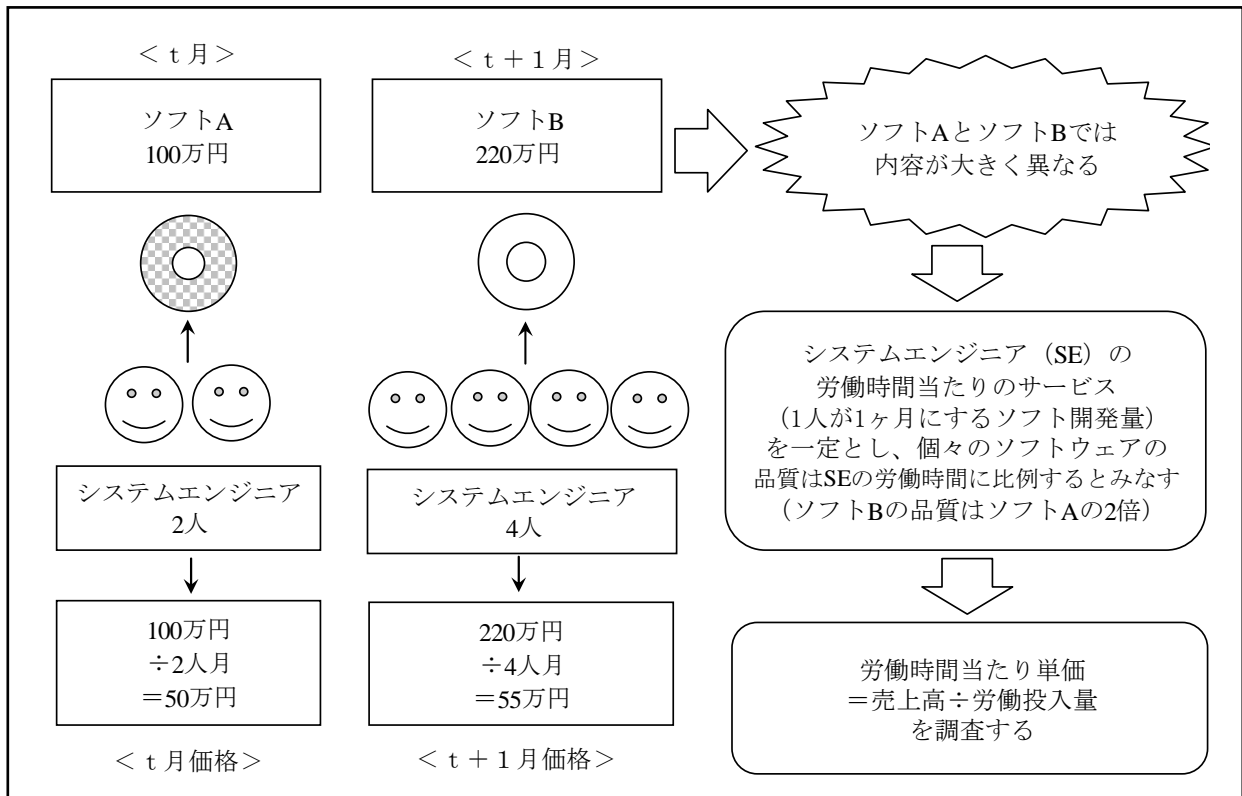 ＜ｔ月＞
ソフトA
100万円
システムエンジニア
2人
100万円
÷2人月
＝50万円
＜ｔ月価格＞
＜ｔ＋１月＞
ソフトB
220万円
システムエンジニア
4人
220万円
÷4人月
＝55万円
＜ｔ＋１月価格＞
ソフトAとソフトBでは
内容が大きく異なる
システムエンジニア（SE）の
労働時間当たりのサービス
（1人が1ヶ月にするソフト開発量）
を一定とし、個々のソフトウェアの
品質はSEの労働時間に比例するとみなす
（ソフトBの品質はソフトAの2倍）
労働時間当たり単価
＝売上高÷労働投入量
を調査する